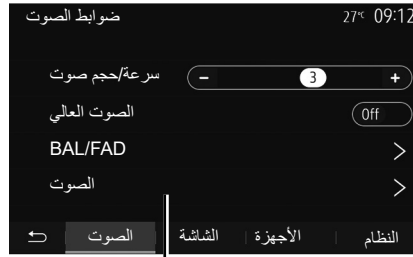 ضوابط الصوت 27°c 09:12
سرعة/حجم صوت - 3 +
الصوت العالي Off
BAL/FAD >
الصوت >
الصوت الشاشة الأجهزة النظام